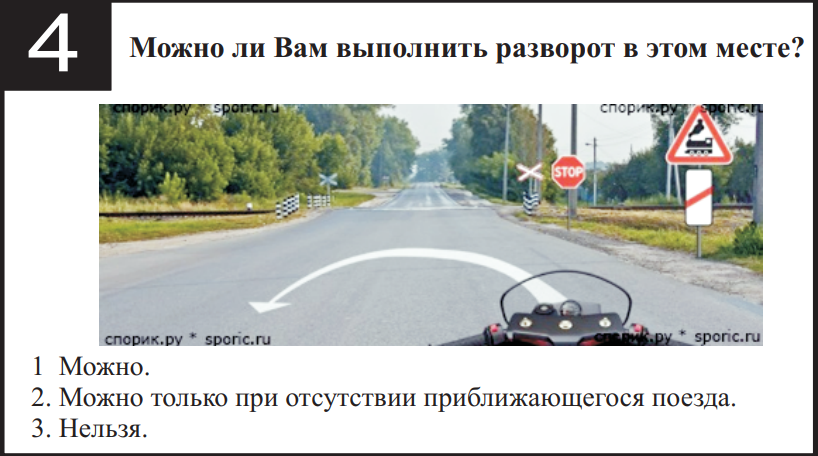 4
Можно ли Вам выполнить разворот в этом месте?
спорик.ру * sporic.ru
спорик.ру * sporic.ru
STOP
спорик.ру * sporic.ru
спорик.ру * sporic.ru
1 Можно.
2. Можно только при отсутствии приближающегося поезда.
3. Нельзя.